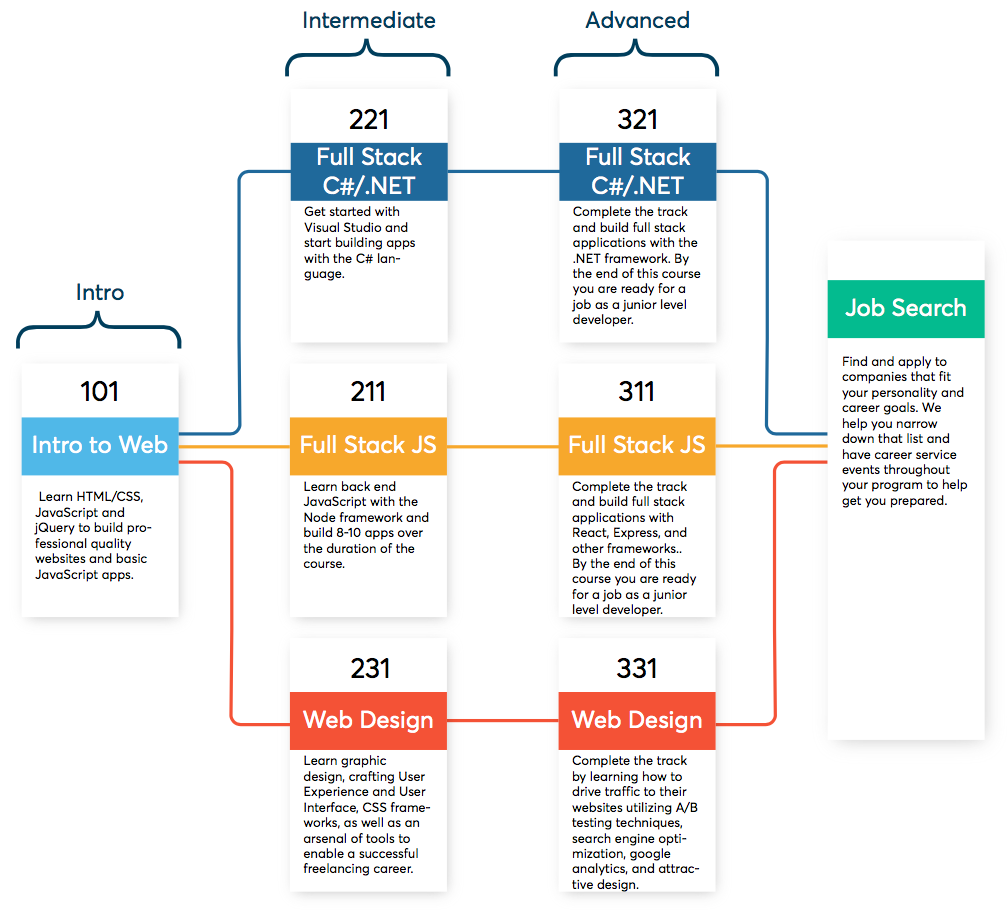 Intermediate
Advanced
221
Full Stack
C#/.NET
Get started with
Visual Studio and
start building apps
with the C# lan-
guage.
321
Full Stack
C#/.NET
Complete the track
and build full stack
applications with the
.NET framework. By
the end of this course
you are ready for a
job as a junior level
developer.
Intro
101
Intro to Web
Learn HTML/CSS,
JavaScript and
jQuery to build pro-
fessional quality
websites and basic
JavaScript apps.
211
Full Stack JS
Learn back end
JavaScript with the
Node framework and
build 8-10 apps over
the duration of the
course.
311
Full Stack JS
Complete the track
and build full stack
applications with
React, Express, and
other frameworks..
By the end of this
course you are ready
for a job as a junior
level developer.
231
Web Design
Learn graphic
design, crafting User
Experience and User
Interface, CSS frame-
works, as well as an
arsenal of tools to
enable a successful
freelancing career.
331
Web Design
Complete the track
by learning how to
drive traffic to their
websites utilizing A/B
testing techniques,
search engine opti-
mization, google
analytics, and attrac-
tive design.
Job Search
Find and apply to
companies that fit
your personality and
career goals. We
help you narrow
down that list and
have career service
events throughout
your program to help
get you prepared.